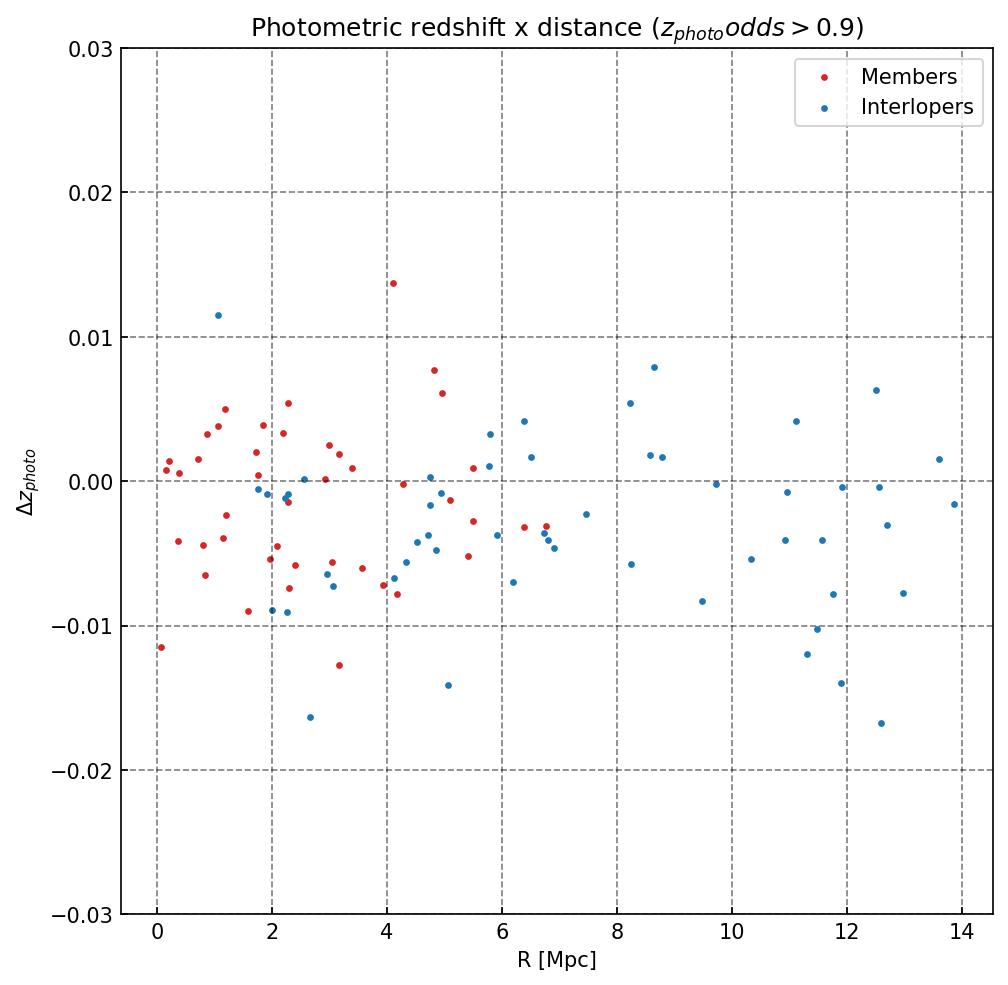 Photometric redshift x distance (z_photo odds > 0.9)
Members
Interlopers
0.03
0.02
0.01
0.00
−0.01
−0.02
−0.03
Δz_photo
0 2 4 6 8 10 12 14
R [Mpc]